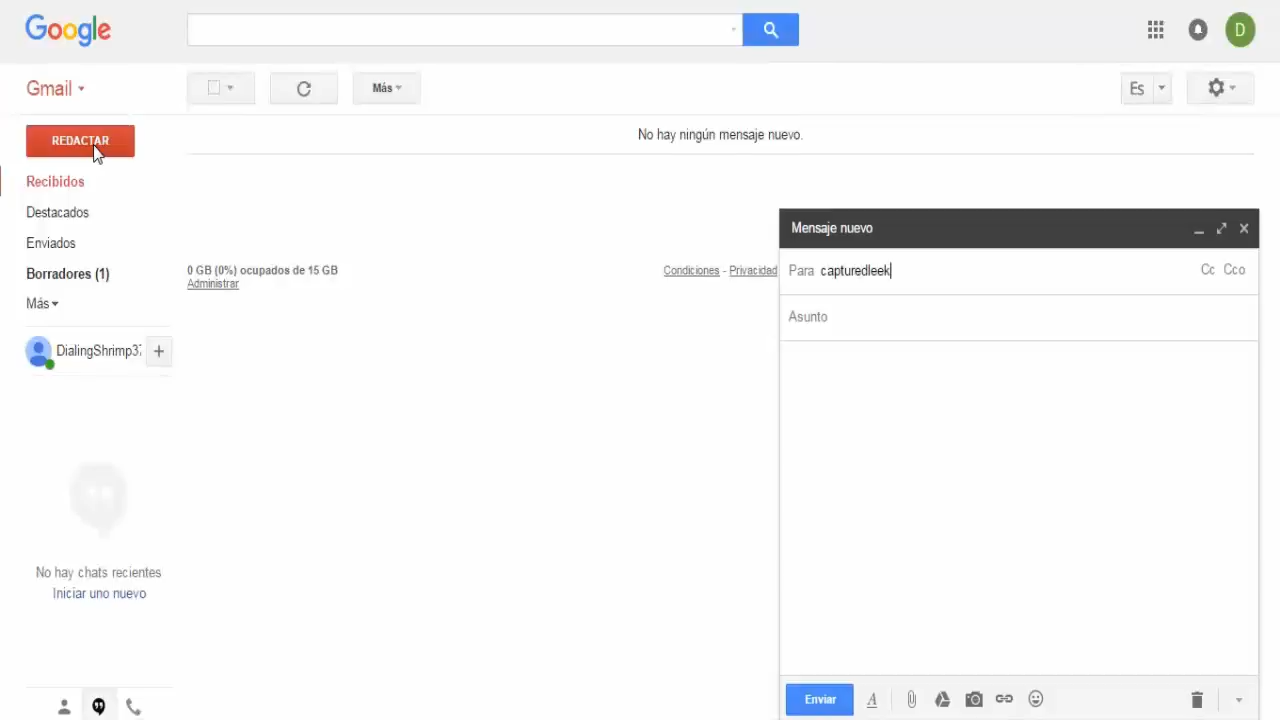 Google
D
Gmail
Más
Es
REDACTAR
No hay ningún mensaje nuevo.
Recibidos
Destacados
Enviados
Borradores (1)
Más
0 GB (0%) ocupados de 15 GB
Administrar
Condiciones - Privacidad
Mensaje nuevo
Para capturedleek
Cc Cco
Asunto
DialingShrimp37
No hay chats recientes
Iniciar uno nuevo
Enviar
A